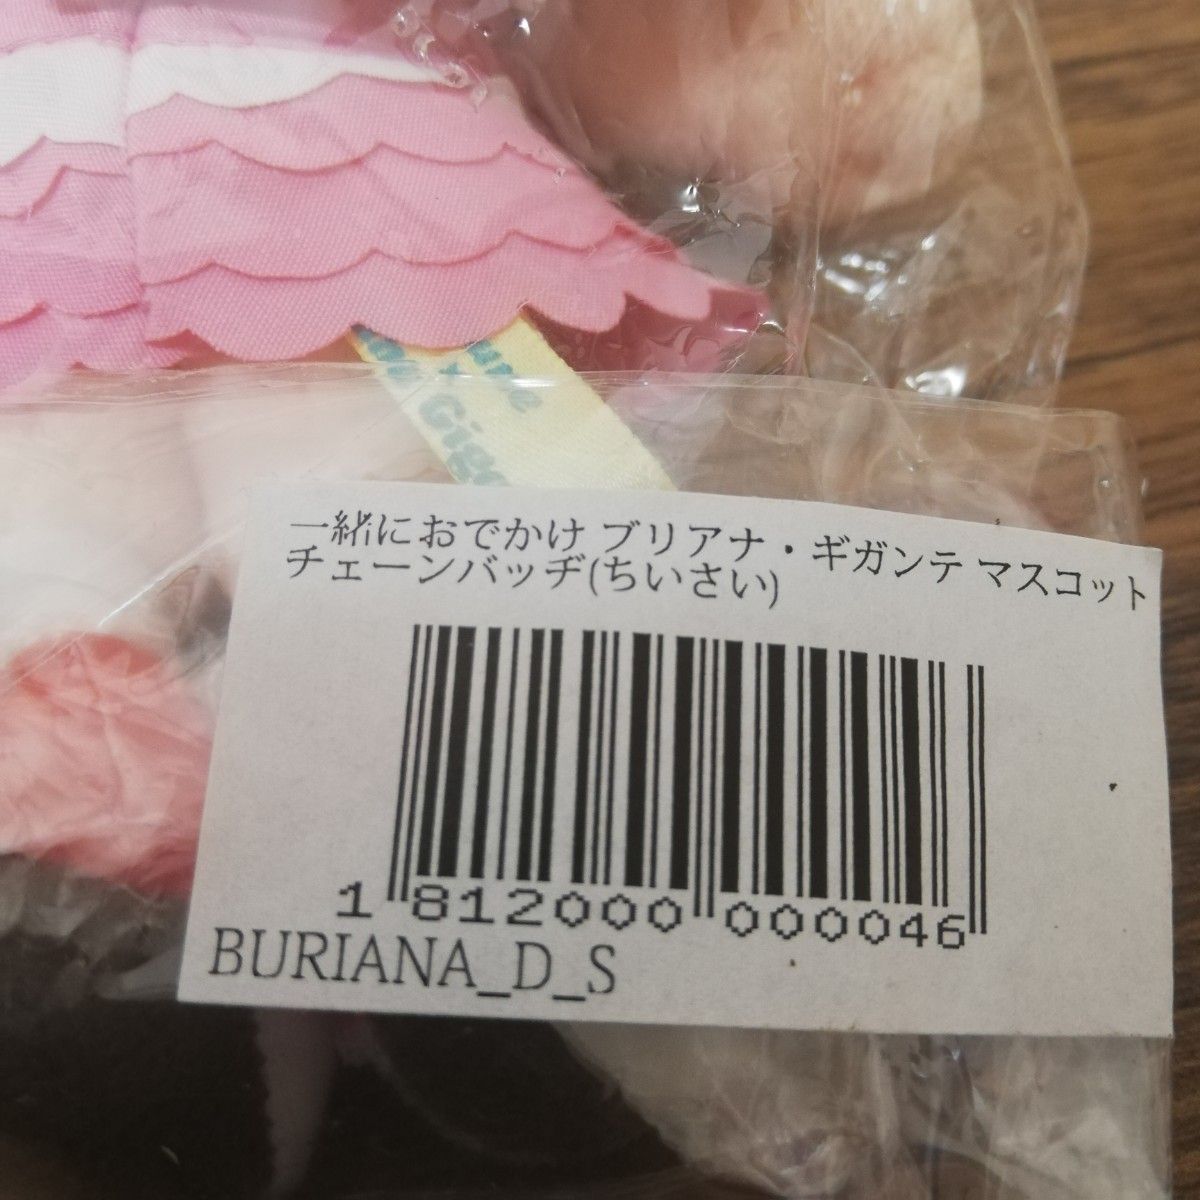 一緒におでかけ ブリアナ・ギガンテ マスコット
チェーンバッヂ(ちいさい)
1 812000 000046
BURIANA_D_S